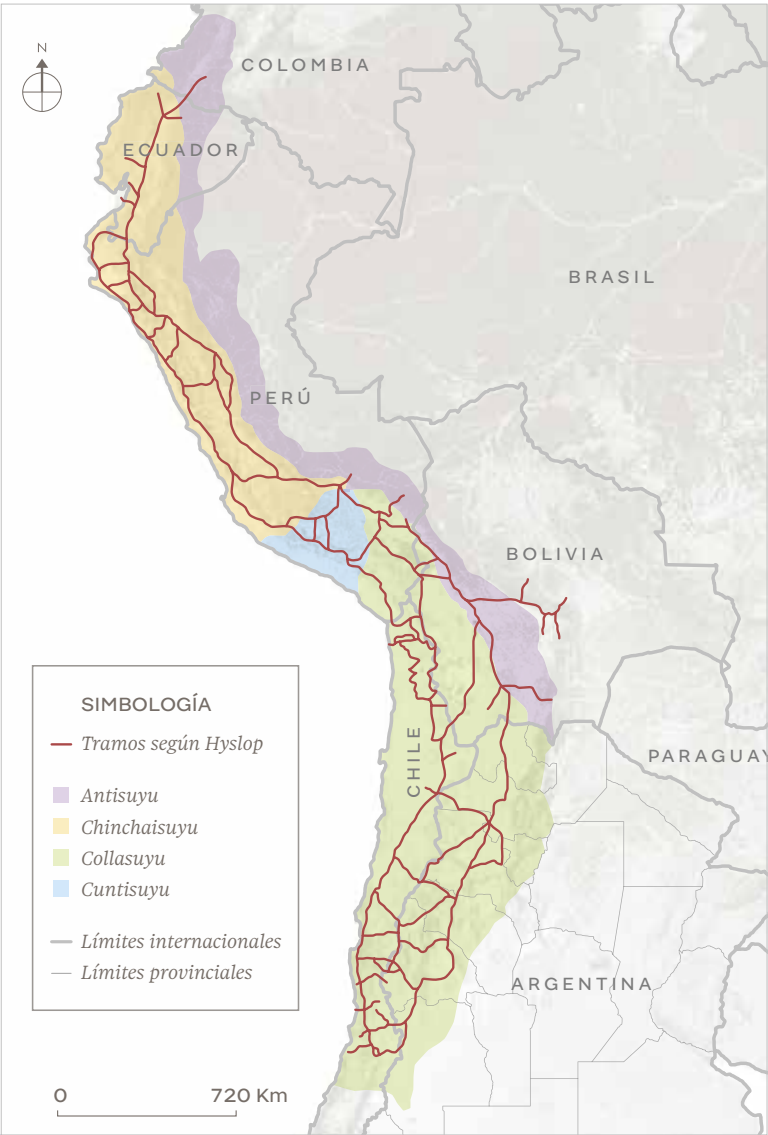 N
COLOMBIA
ECUADOR
BRASIL
PERÚ
BOLIVIA
SIMBOLOGÍA
Tramos según Hyslop
Antisuyu
Chinchaisuyu
Collasuyu
Cuntisuyu
Límites internacionales
Límites provinciales
CHILE
PARAGUAY
ARGENTINA
0 720 Km